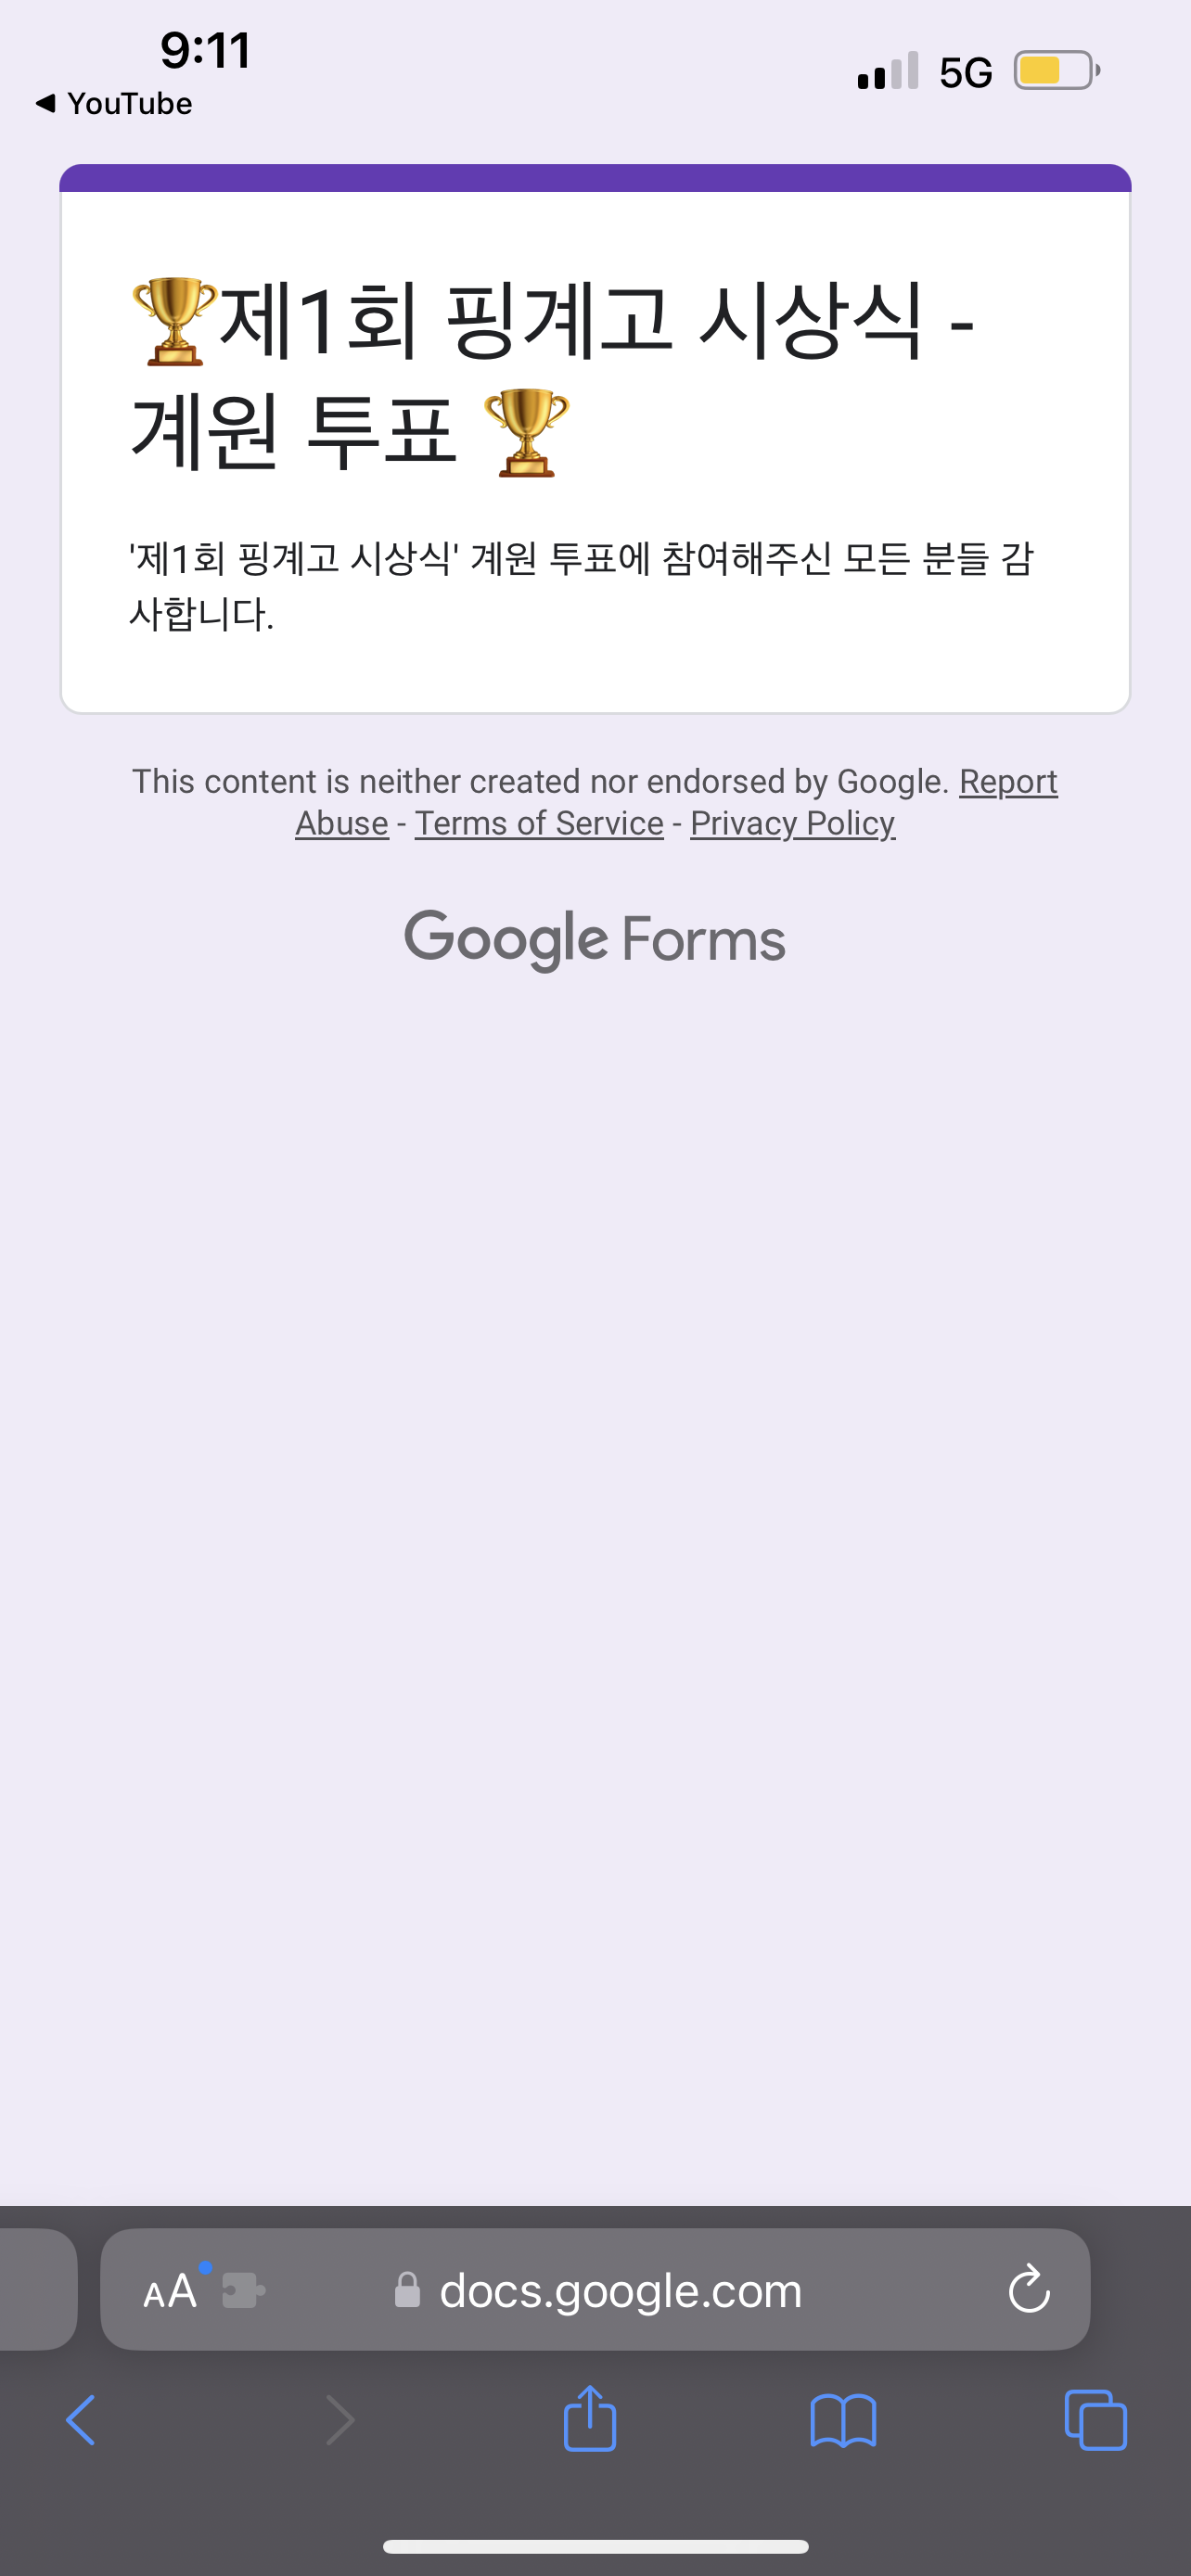 9:11
5G
◀ YouTube
🏆제1회 핑계고 시상식 -
계원 투표 🏆
'제1회 핑계고 시상식' 계원 투표에 참여해주신 모든 분들 감
사합니다.
This content is neither created nor endorsed by Google. Report
Abuse - Terms of Service - Privacy Policy
Google Forms
AA docs.google.com